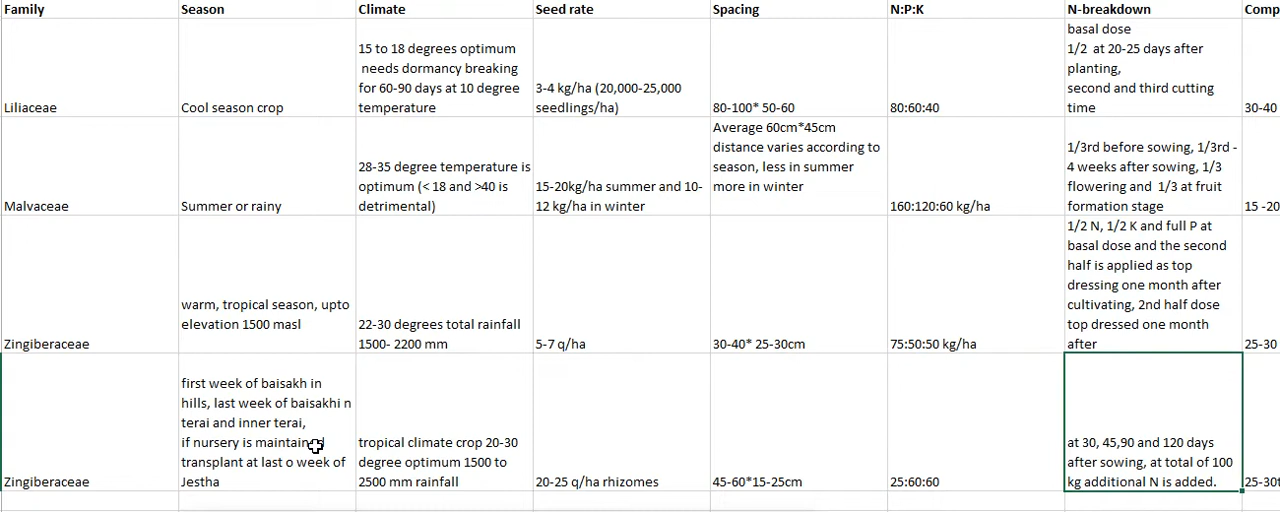 Family Season Climate Seed rate Spacing N:P:K N-breakdown Comp
Liliaceae
Cool season crop
15 to 18 degrees optimum
needs dormancy breaking
for 60-90 days at 10 degree
temperature
3-4 kg/ha (20,000-25,000
seedlings/ha)
80-100* 50-60
80:60:40
basal dose
1/2 at 20-25 days after
planting,
second and third cutting
time
30-40
Malvaceae
Summer or rainy
28-35 degree temperature is
optimum (< 18 and >40 is
detrimental)
15-20kg/ha summer and 10-
12 kg/ha in winter
Average 60cm*45cm
distance varies according to
season, less in summer
more in winter
160:120:60 kg/ha
1/3rd before sowing, 1/3rd -
4 weeks after sowing, 1/3
flowering and 1/3 at fruit
formation stage
15 -20
Zingiberaceae
warm, tropical season, upto
elevation 1500 masl
22-30 degrees total rainfall
1500- 2200 mm
5-7 q/ha
30-40* 25-30cm
75:50:50 kg/ha
1/2 N, 1/2 K and full P at
basal dose and the second
half is applied as top
dressing one month after
cultivating, 2nd half dose
top dressed one month
after
25-30
Zingiberaceae
first week of baisakh in
hills, last week of baisakhi n
terai and inner terai,
if nursery is maintained
transplant at last o week of
Jestha
tropical climate crop 20-30
degree optimum 1500 to
2500 mm rainfall
20-25 q/ha rhizomes
45-60*15-25cm
25:60:60
at 30, 45,90 and 120 days
after sowing, at total of 100
kg additional N is added.
25-30t